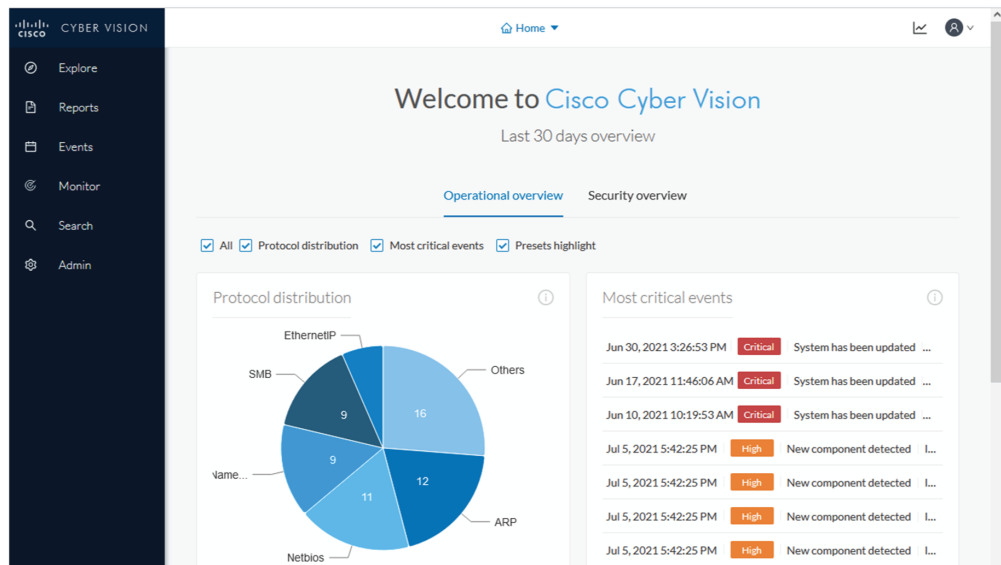 CISCO CYBER VISION
Home
Explore
Reports
Events
Monitor
Search
Admin
Welcome to Cisco Cyber Vision
Last 30 days overview
Operational overview Security overview
All Protocol distribution Most critical events Presets highlight
Protocol distribution
EthernetIP
Others
SMB
16
9
9
Name...
12
11
ARP
Netbios
Most critical events
Jun 30, 2021 3:26:53 PM Critical System has been updated ...
Jun 17, 2021 11:46:06 AM Critical System has been updated ...
Jun 10, 2021 10:19:53 AM Critical System has been updated ...
Jul 5, 2021 5:42:25 PM High New component detected I...
Jul 5, 2021 5:42:25 PM High New component detected I...
Jul 5, 2021 5:42:25 PM High New component detected I...
Jul 5, 2021 5:42:25 PM High New component detected I...